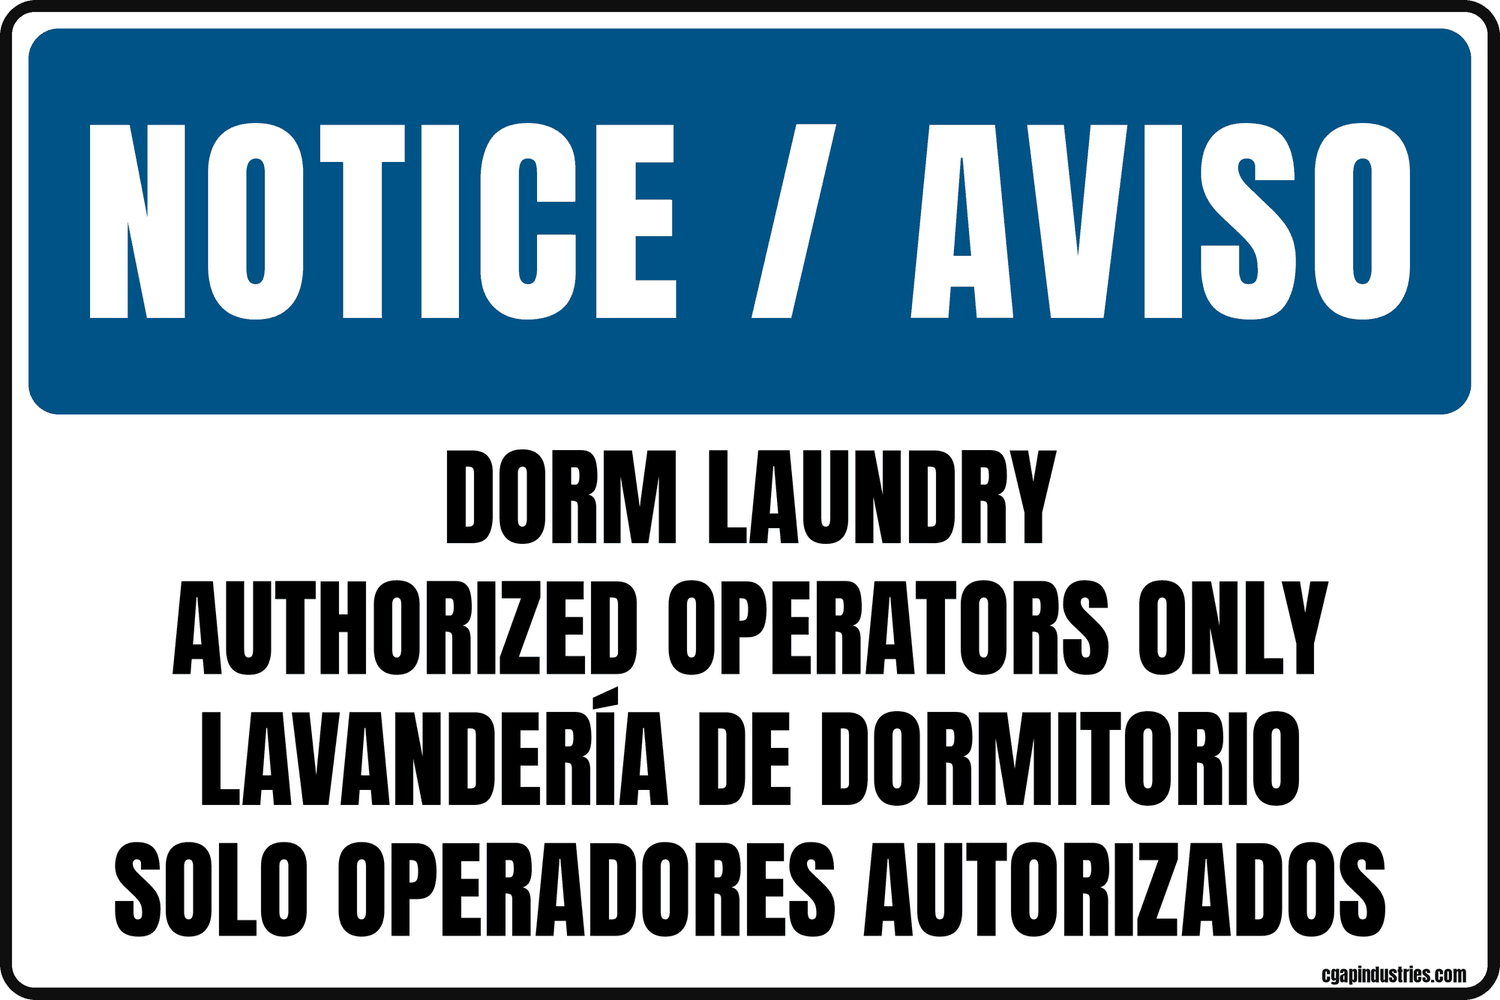 NOTICE / AVISO
DORM LAUNDRY
AUTHORIZED OPERATORS ONLY
LAVANDERÍA DE DORMITORIO
SOLO OPERADORES AUTORIZADOS
cgapindustries.com